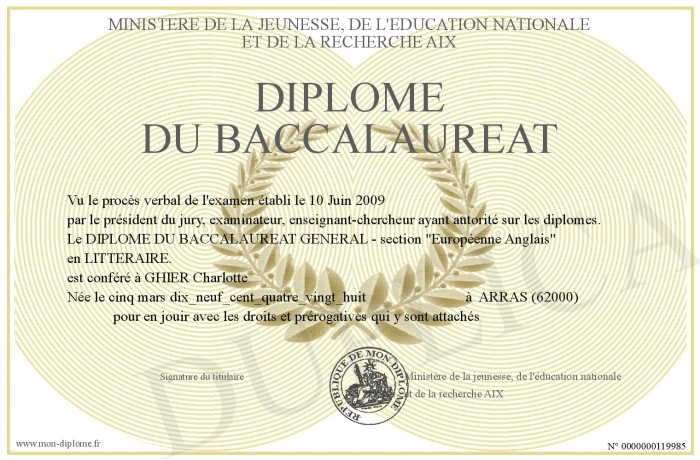 MINISTERE DE LA JEUNESSE, DE L'EDUCATION NATIONALE
ET DE LA RECHERCHE AIX
DIPLOME
DU BACCALAUREAT
Vu le procès verbal de l'examen établi le 10 Juin 2009
par le président du jury, examinateur, enseignant-chercheur ayant autorité sur les diplomes.
Le DIPLOME DU BACCALAUREAT GENERAL - section "Européenne Anglais"
en LITTERAIRE.
est conféré à GHIER Charlotte
Née le cinq mars dix_neuf_cent_quatre_vingt_huit à ARRAS (62000)
pour en jouir avec les droits et prérogatives qui y sont attachés
Signature du titulaire
REPUBLIQUE DE MON-DIPLOME
Ministère de la jeunesse, de l'éducation nationale
et de la recherche AIX
www.mon-diplome.fr
N° 0000000119985